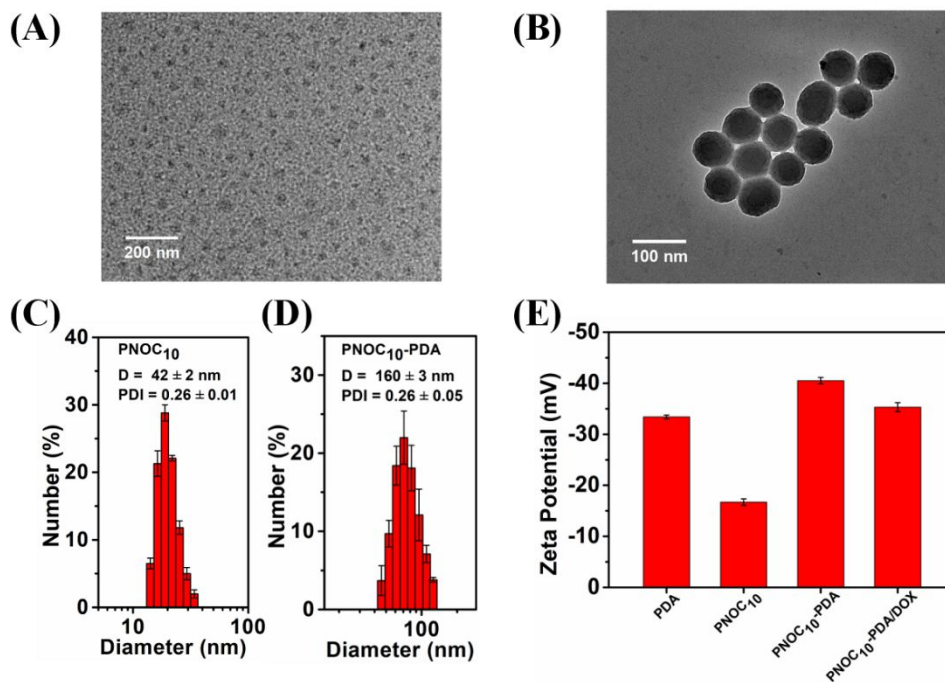 (A)
200 nm
(B)
100 nm
(C)
40
30
20
10
0
Number (%)
PNOC10
D = 42 ± 2 nm
PDI = 0.26 ± 0.01
10
100
Diameter (nm)
(D)
30
20
10
0
Number (%)
PNOC10-PDA
D = 160 ± 3 nm
PDI = 0.26 ± 0.05
100
Diameter (nm)
(E)
-50
-40
-30
-20
-10
0
Zeta Potential (mV)
PDA
PNOC10
PNOC10-PDA
PNOC10-PDA/DOX